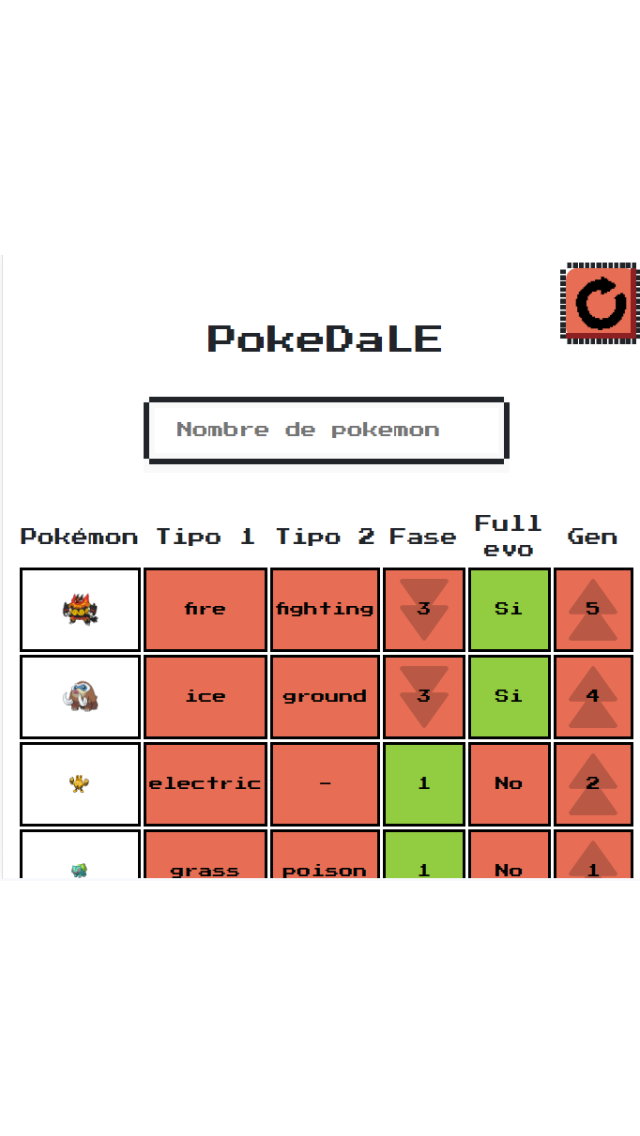 PokeDaLE
Nombre de pokemon
Pokémon Tipo 1 Tipo 2 Fase Full evo Gen
fire fighting 3 Si 5
ice ground 3 Si 4
electric - 1 No 2
grass poison 1 No 1